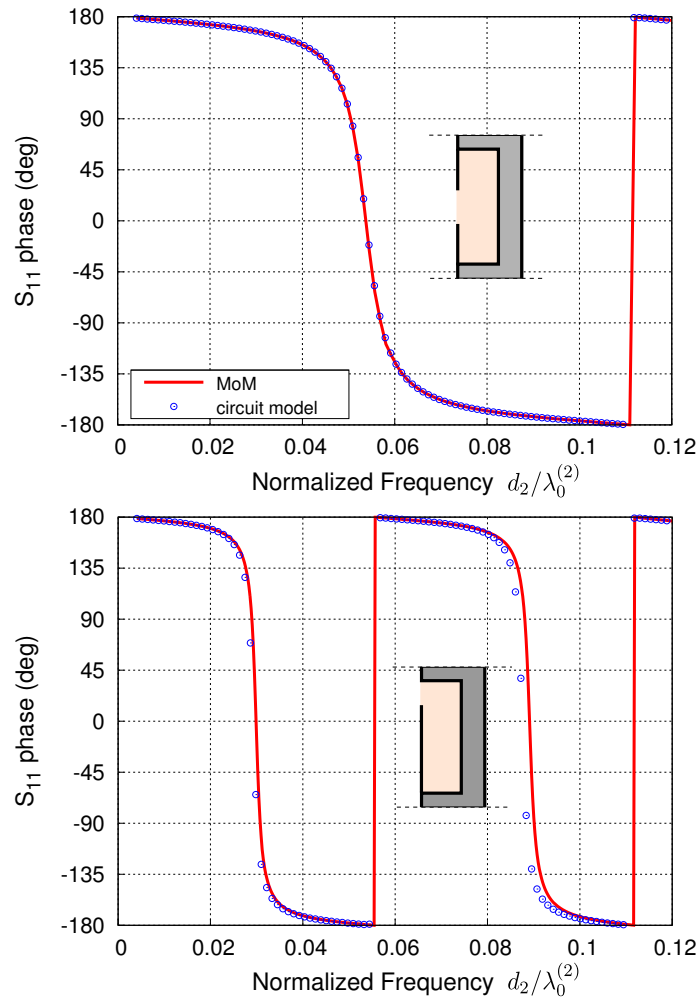 180
135
90
45
0
-45
-90
-135
-180
S11 phase (deg)
MoM
circuit model
0 0.02 0.04 0.06 0.08 0.1 0.12
Normalized Frequency d2/λ0(2)
180
135
90
45
0
-45
-90
-135
-180
S11 phase (deg)
0 0.02 0.04 0.06 0.08 0.1 0.12
Normalized Frequency d2/λ0(2)